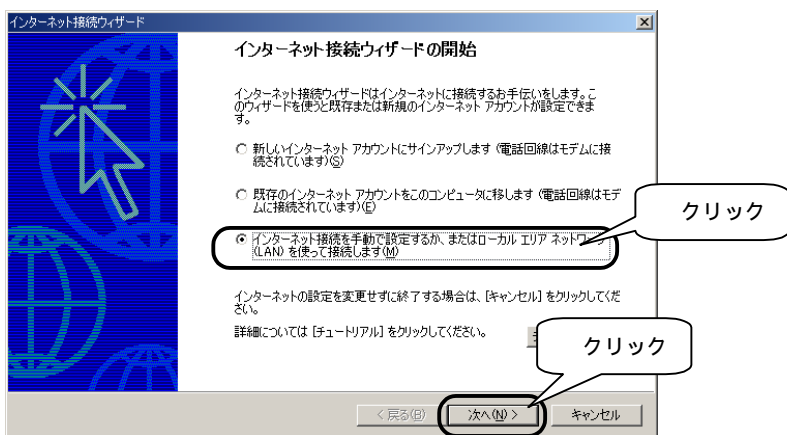 インターネット接続ウィザード
インターネット接続ウィザードの開始
インターネット接続ウィザードはインターネットに接続するお手伝いをします。こ
のウィザードを使うと既存または新規のインターネット アカウントが設定できま
す。
新しいインターネット アカウントにサインアップします (電話回線はモデムに接
続されています)(S)
既存のインターネット アカウントをこのコンピュータに移します (電話回線はモデ
ムに接続されています)(E)
クリック
インターネット接続を手動で設定するか、またはローカル エリア ネットワーク
(LAN) を使って接続します(M)
インターネットの設定を変更せずに終了する場合は、[キャンセル] をクリックしてくだ
さい。
詳細については [チュートリアル] をクリックしてください。
クリック
< 戻る(B)
次へ(N) >
キャンセル